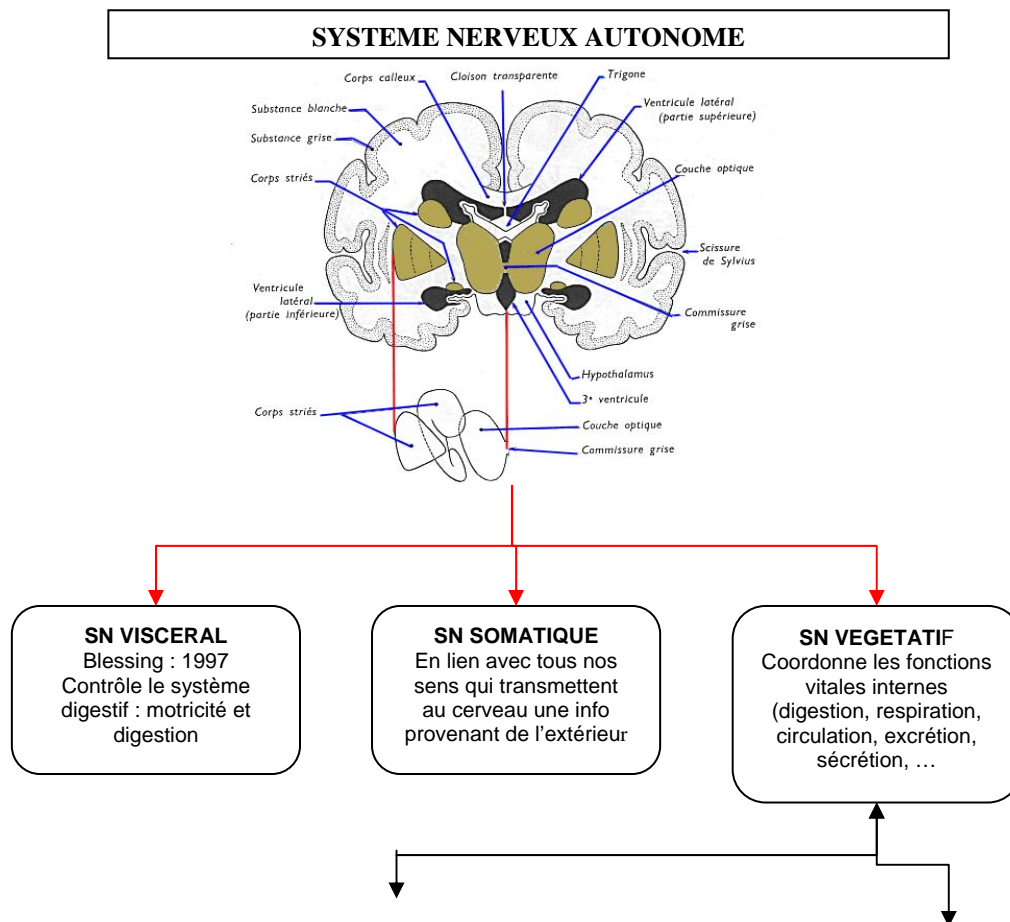 SYSTEME NERVEUX AUTONOME
Corps calleux
Cloison transparente
Trigone
Substance blanche
Ventricule latéral
(partie supérieure)
Substance grise
Corps striés
Couche optique
Scissure
de Sylvius
Ventricule
latéral
(partie inférieure)
Commissure
grise
Hypothalamus
3e ventricule
Corps striés
Couche optique
Commissure grise
SN VISCERAL
Blessing : 1997
Contrôle le système
digestif : motricité et
digestion
SN SOMATIQUE
En lien avec tous nos
sens qui transmettent
au cerveau une info
provenant de l’extérieur
SN VEGETATIF
Coordonne les fonctions
vitales internes
(digestion, respiration,
circulation, excrétion,
sécrétion, …